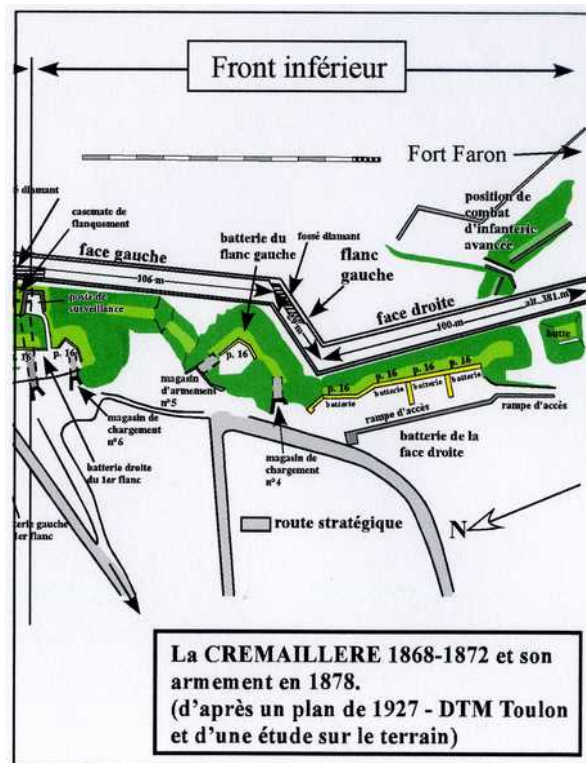 Front inférieur
Fort Faron
é diamant
casmate de
flanquement
face gauche
106 m
batterie du
flanc gauche
fossé diamant
flanc
gauche
position de
combat
d'infanterie
avancée
face droite
100-m
alt. 381.m
poste de
surveillance
butte
p. 16
p. 16
p. 16
p. 16
p. 16
p. 16
p. 16
batterie
batterie
batterie
batterie
magasin
d'armement
n°5
magasin de
chargement
n°6
rampe d'accès
rampe d'accès
magasin de
chargement
n°4
batterie de la
face droite
batterie droite
du 1er flanc
terie gauche
1er flanc
route stratégique
N
La CREMAILLERE 1868-1872 et son
armement en 1878.
(d'après un plan de 1927 - DTM Toulon
et d'une étude sur le terrain)